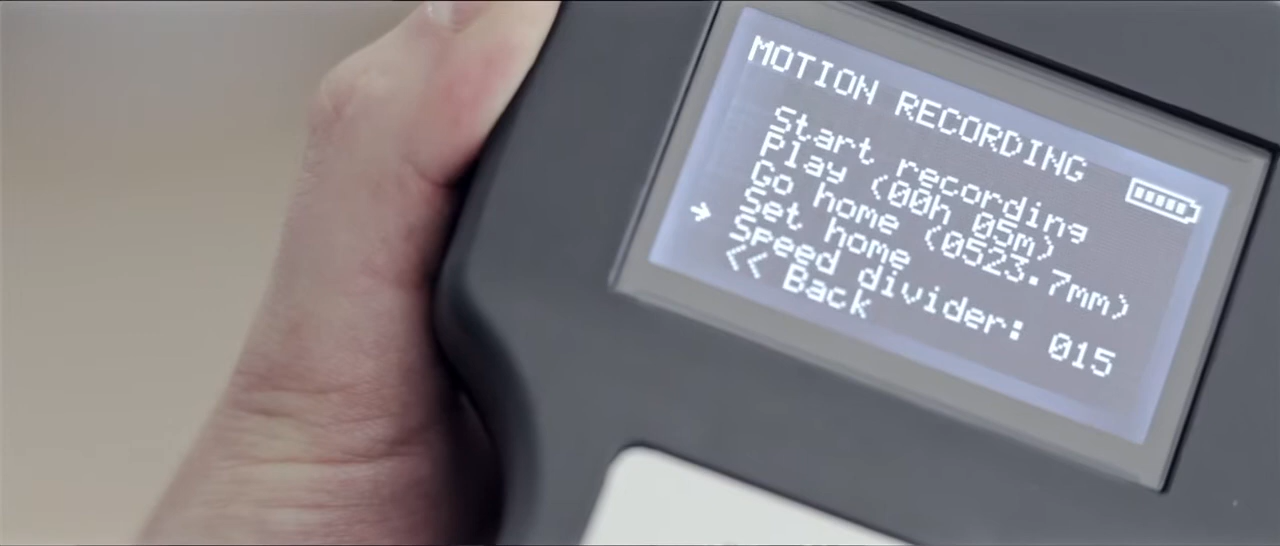 MOTION RECORDING
Start recording
Play (00h 05m)
Go home (0523.7mm)
Set home
→ Speed divider: 015
<< Back